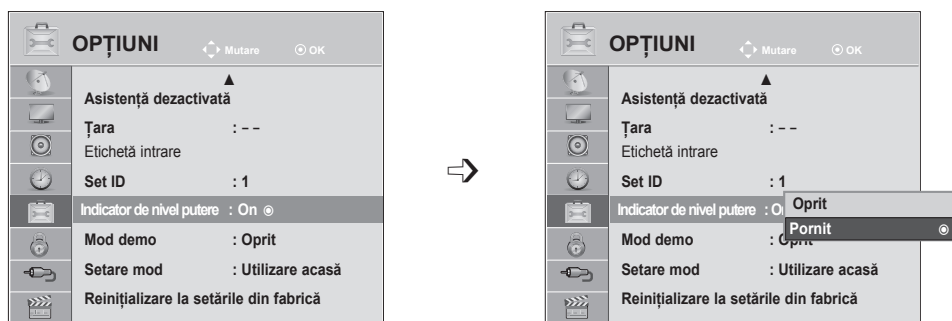 OPȚIUNI Mutare OK
Asistență dezactivată
Țara : – –
Etichetă intrare
Set ID : 1
Indicator de nivel putere : On
Mod demo : Oprit
Setare mod : Utilizare acasă
Reinițializare la setările din fabrică
OPȚIUNI Mutare OK
Asistență dezactivată
Țara : – –
Etichetă intrare
Set ID : 1
Indicator de nivel putere :
Oprit
Pornit
Mod demo : Oprit
Setare mod : Utilizare acasă
Reinițializare la setările din fabrică